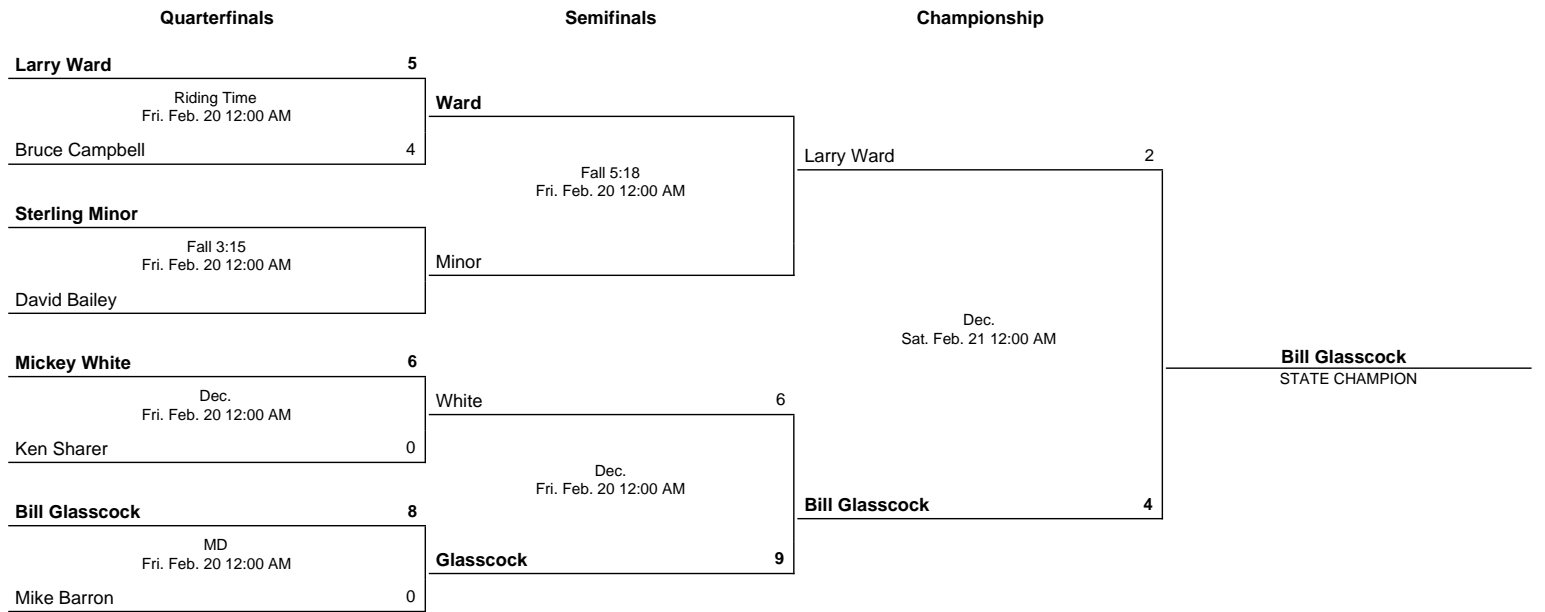 Quarterfinals
Semifinals
Championship
Larry Ward 5
Riding Time
Fri. Feb. 20 12:00 AM
Bruce Campbell 4
Sterling Minor
Fall 3:15
Fri. Feb. 20 12:00 AM
David Bailey
Mickey White 6
Dec.
Fri. Feb. 20 12:00 AM
Ken Sharer 0
Bill Glasscock 8
MD
Fri. Feb. 20 12:00 AM
Mike Barron 0
Ward
Fall 5:18
Fri. Feb. 20 12:00 AM
Minor
White 6
Dec.
Fri. Feb. 20 12:00 AM
Glasscock 9
Larry Ward 2
Dec.
Sat. Feb. 21 12:00 AM
Bill Glasscock 4
Bill Glasscock
STATE CHAMPION